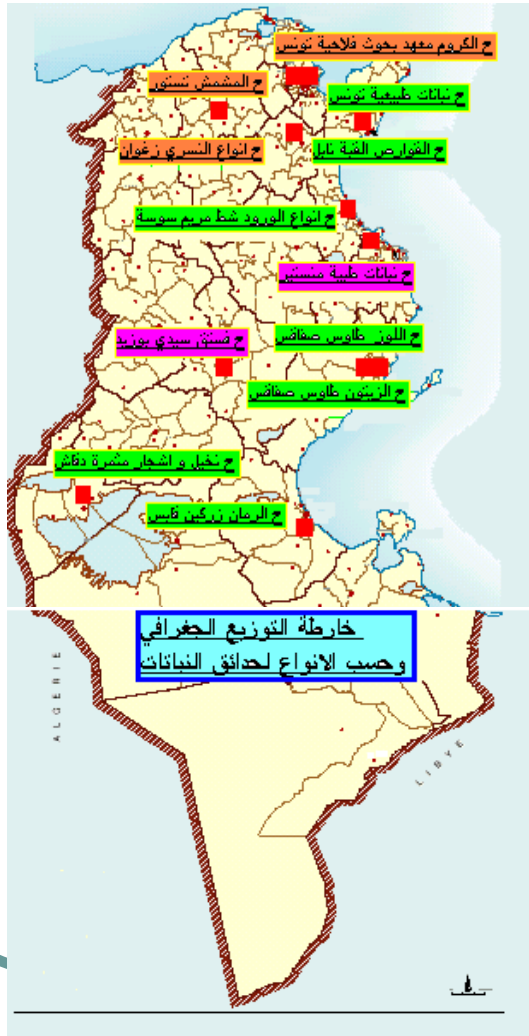 ح الكروم معهد بحوث فلاحية تونس
ح المشمش تستور
ح نباتات طبيعية تونس
ح انواع النسري زغوان
ح القوارص القبة نابل
ح انواع الورود شط مريم سوسة
ح نباتات طبية منستير
ح اللوز طاوس صفاقس
ح فستق سيدي بوزيد
ح الزيتون طاوس صفاقس
ح نخيل و اشجار مثمرة دقاش
ح الرمان زركين قابس
خارطة التوزيع الجغرافي
وحسب الانواع لحدائق النباتات
ALGERIE
LIBYE